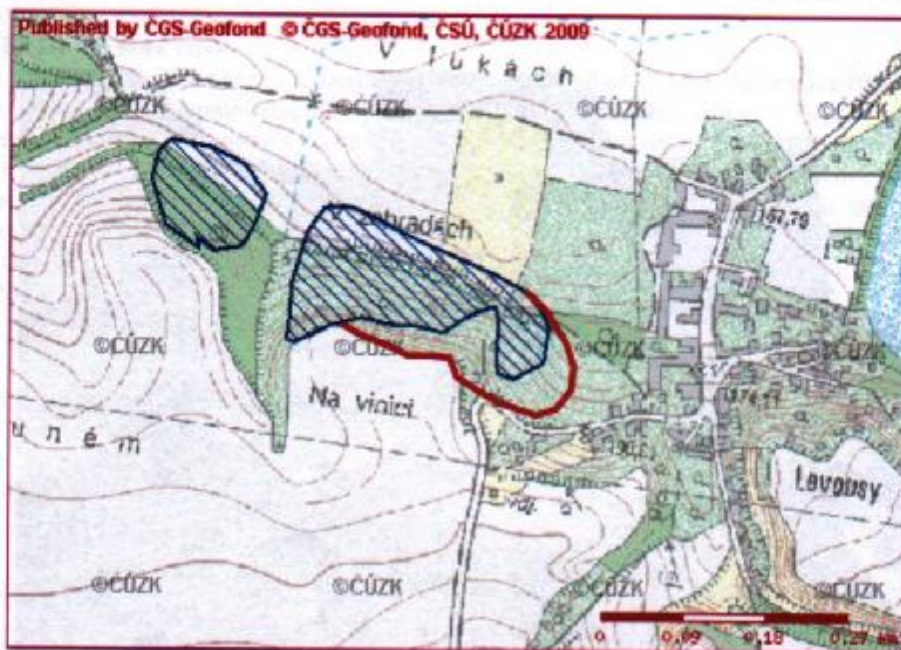 Published by ČGS-Geofond © ČGS-Geofond, ČSÚ, ČÚZK 2009
V lukách
©ČÚZK ©ČÚZK ©ČÚZK ©ČÚZK
zahradách
©ČÚZK ©ČÚZK ©ČÚZK ©ČÚZK
Na vinici
u n é m
Levousy
©ČÚZK ©ČÚZK ©ČÚZK ©ČÚZK
0 0.09 0.18 0.27 km